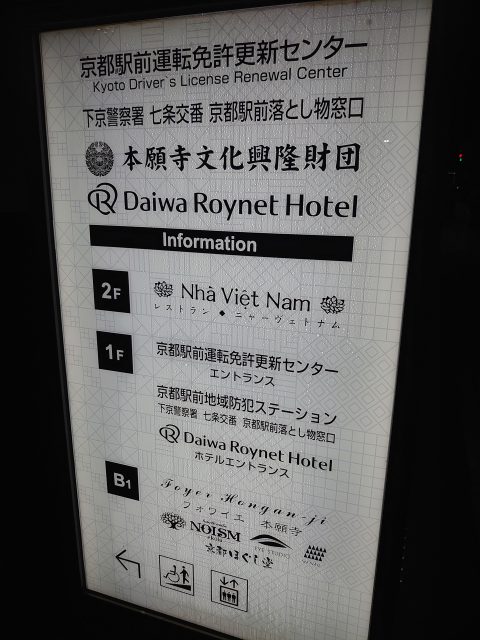 京都駅前運転免許更新センター
Kyoto Driver's License Renewal Center
下京警察署 七条交番 京都駅前落とし物窓口
本願寺文化興隆財団
Daiwa Roynet Hotel
Information
2F
Nhà Việt Nam
レストラン ◆ ニャーヴェトナム
1F
京都駅前運転免許更新センター
エントランス
京都駅前地域防犯ステーション
下京警察署 七条交番 京都駅前落とし物窓口
Daiwa Roynet Hotel
ホテルエントランス
B1
Foyer Hongan-ji
フォワイエ 本願寺
NOISM